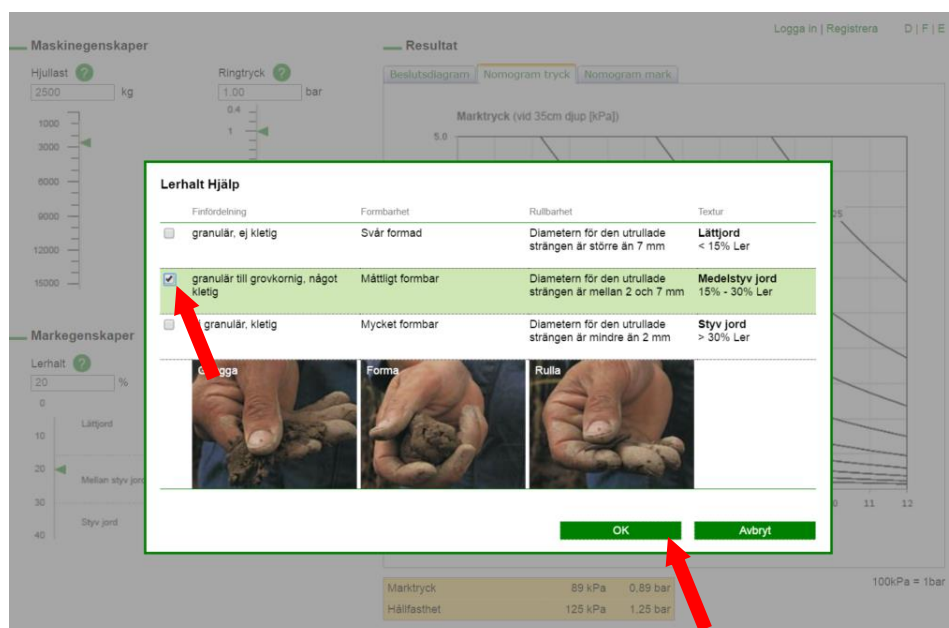 Logga in | Registrera D | F | E
Maskinegenskaper
Resultat
Hjullast ?
Ringtryck ?
2500 kg
1.00 bar
Beslutsdiagram Nomogram tryck Nomogram mark
Marktryck (vid 35cm djup [kPa])
5.0
0.4
1
1000
3000
6000
9000
12000
15000
25
Lerhalt Hjälp
Finfördelning Formbarhet Rullbarhet Textur
granulär, ej kletig Svår formad Diametern för den utrullade Lättjord
strängen är större än 7 mm < 15% Ler
granulär till grovkornig, något Måttligt formbar Diametern för den utrullade Medelstyv jord
kletig strängen är mellan 2 och 7 mm 15% - 30% Ler
granulär, kletig Mycket formbar Diametern för den utrullade Styv jord
strängen är mindre än 2 mm > 30% Ler
Forma Rulla
OK Avbryt
Markegenskaper
Lerhalt ?
20 %
0
Lättjord
10
20
Mellan styv jord
30
Styv jord
40
11 12
Marktryck 89 kPa 0,89 bar
Hållfasthet 125 kPa 1,25 bar
100kPa = 1bar